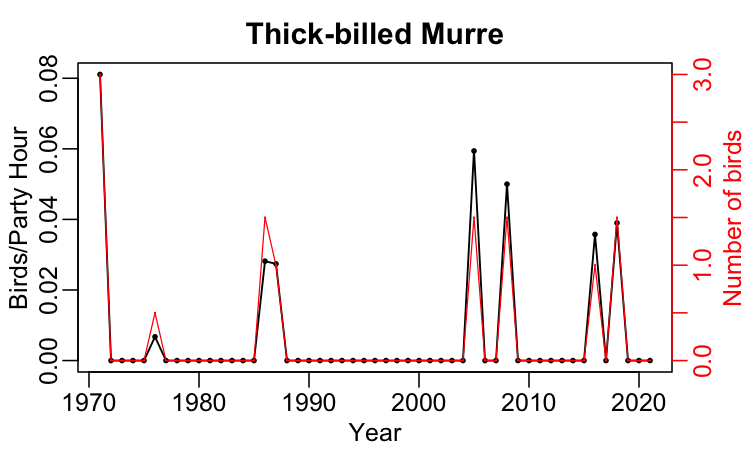 Thick-billed Murre
Birds/Party Hour
0.00 0.02 0.04 0.06 0.08
0.0 1.0 2.0 3.0
Number of birds
1970 1980 1990 2000 2010 2020
Year